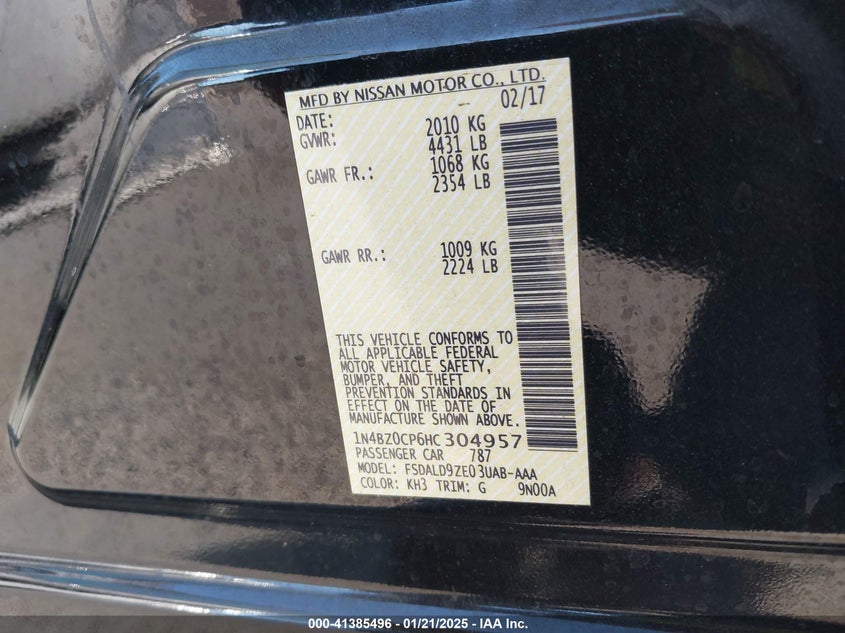 MFD BY NISSAN MOTOR CO., LTD.
DATE: 02/17
GVWR: 2010 KG
4431 LB
GAWR FR.: 1068 KG
2354 LB
GAWR RR.: 1009 KG
2224 LB
THIS VEHICLE CONFORMS TO
ALL APPLICABLE FEDERAL
MOTOR VEHICLE SAFETY,
BUMPER, AND THEFT
PREVENTION STANDARDS IN
EFFECT ON THE DATE OF
MANUFACTURE SHOWN ABOVE.
1N4BZ0CP6HC304957
PASSENGER CAR 787
MODEL: FSDALD9ZE03UAB-AAA
COLOR: KH3 TRIM: G 9N00A
000-41385496 - 01/21/2025 - IAA Inc.